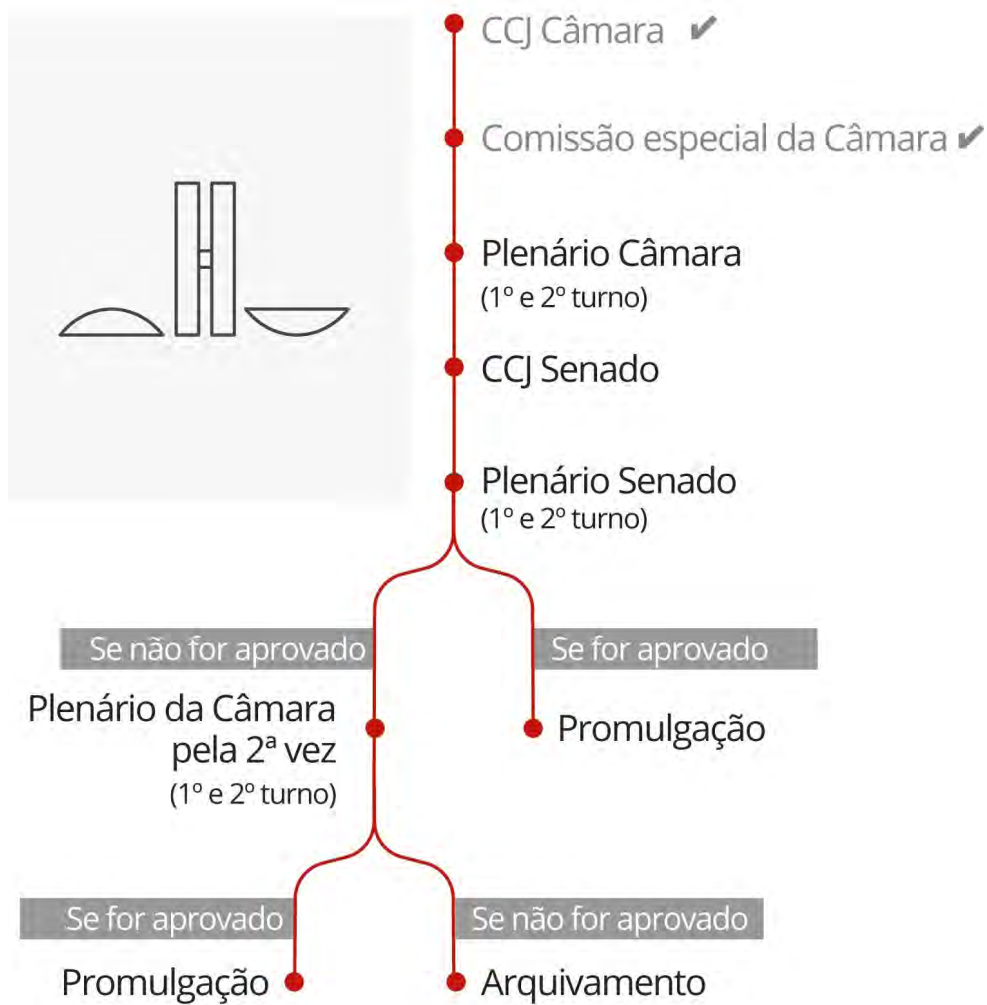 CCJ Câmara ✔
Comissão especial da Câmara ✔
Plenário Câmara
(1º e 2º turno)
CCJ Senado
Plenário Senado
(1º e 2º turno)
Se não for aprovado
Se for aprovado
Plenário da Câmara
pela 2ª vez
(1º e 2º turno)
Promulgação
Se for aprovado
Se não for aprovado
Promulgação
Arquivamento